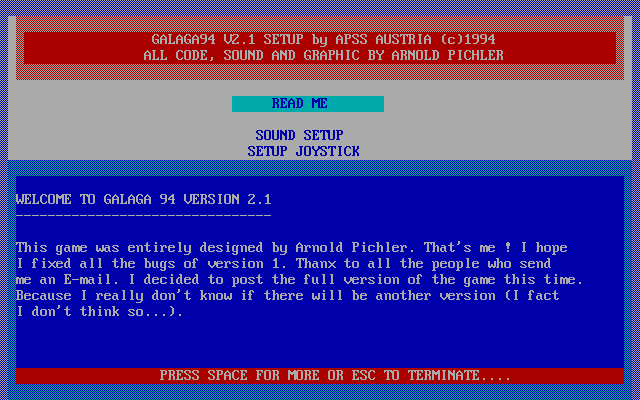 GALAGA94 V2.1 SETUP by APSS AUSTRIA (c)1994
ALL CODE, SOUND AND GRAPHIC BY ARNOLD PICHLER
READ ME
SOUND SETUP
SETUP JOYSTICK
WELCOME TO GALAGA 94 VERSION 2.1
--------------------------------
This game was entirely designed by Arnold Pichler. That's me ! I hope
I fixed all the bugs of version 1. Thanx to all the people who send
me an E-mail. I decided to post the full version of the game this time.
Because I really don't know if there will be another version (I fact
I don't think so...).
PRESS SPACE FOR MORE OR ESC TO TERMINATE....